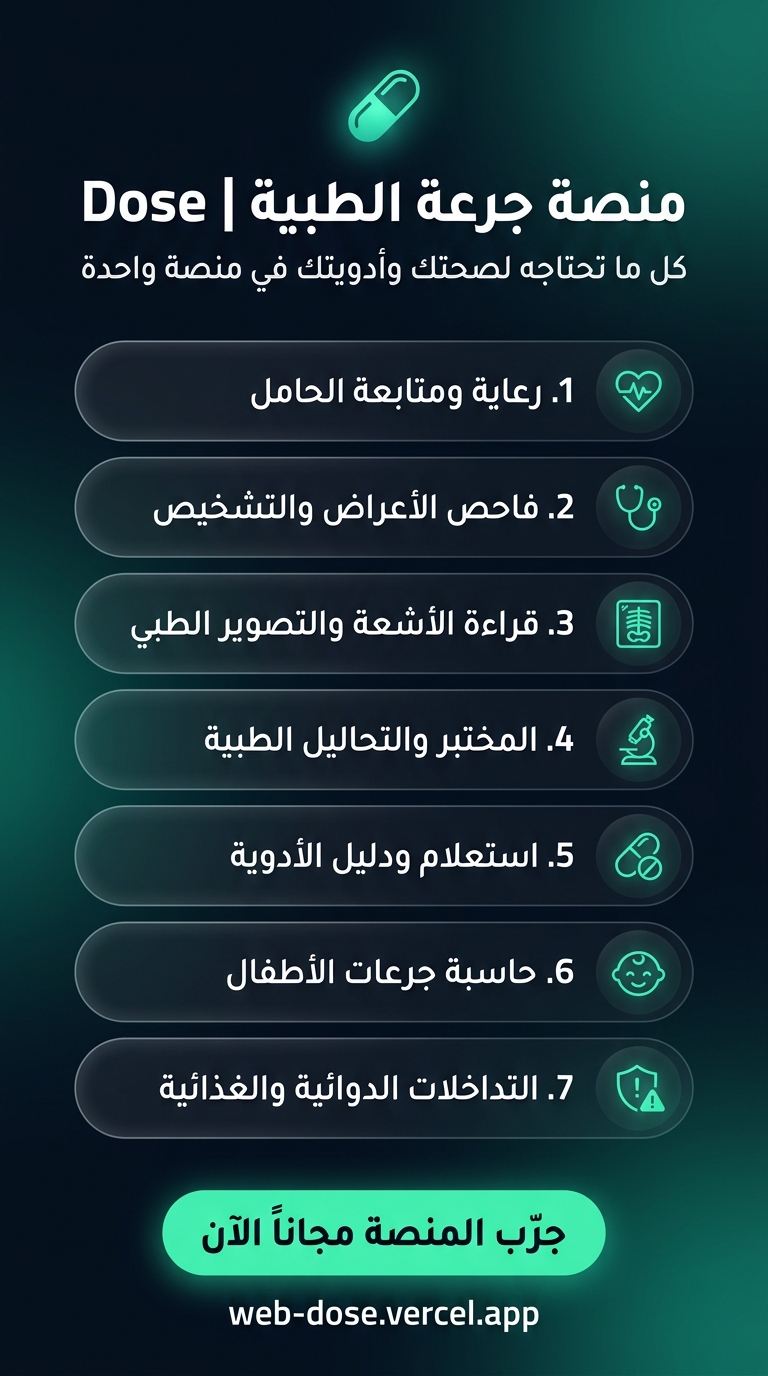 منصة جرعة الطبية | Dose
كل ما تحتاجه لصحتك وأدويتك في منصة واحدة
1. رعاية ومتابعة الحامل
2. فاحص الأعراض والتشخيص
3. قراءة الأشعة والتصوير الطبي
4. المختبر والتحاليل الطبية
5. استعلام ودليل الأدوية
6. حاسبة جرعات الأطفال
7. التداخلات الدوائية والغذائية
جرّب المنصة مجاناً الآن
web-dose.vercel.app